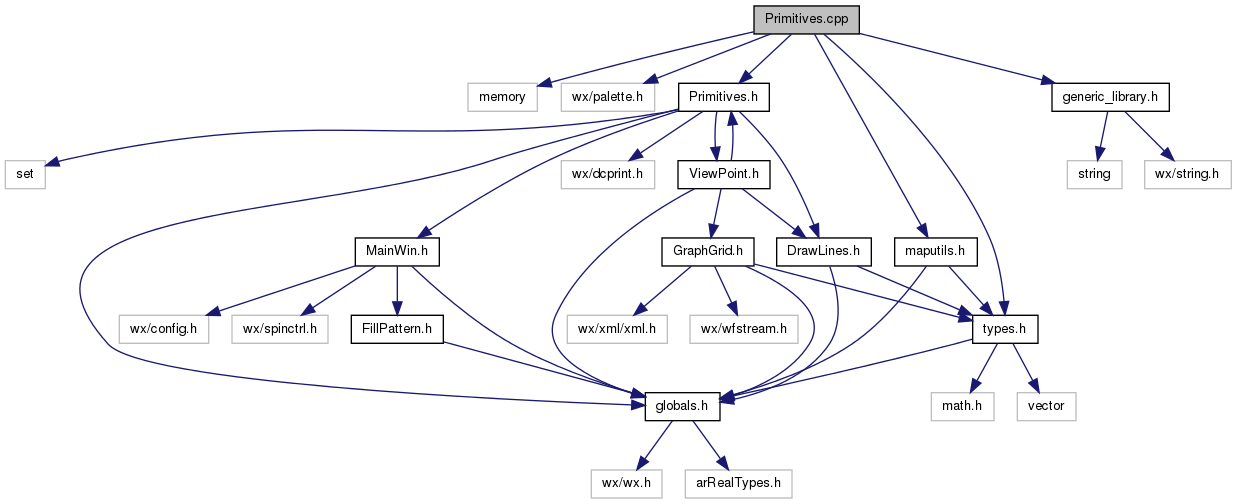 Primitives.cpp
memory
wx/palette.h
Primitives.h
generic_library.h
set
wx/dcprint.h
ViewPoint.h
string
wx/string.h
MainWin.h
GraphGrid.h
DrawLines.h
maputils.h
wx/config.h
wx/spinctrl.h
FillPattern.h
wx/xml/xml.h
wx/wfstream.h
types.h
globals.h
math.h
vector
wx/wx.h
arRealTypes.h